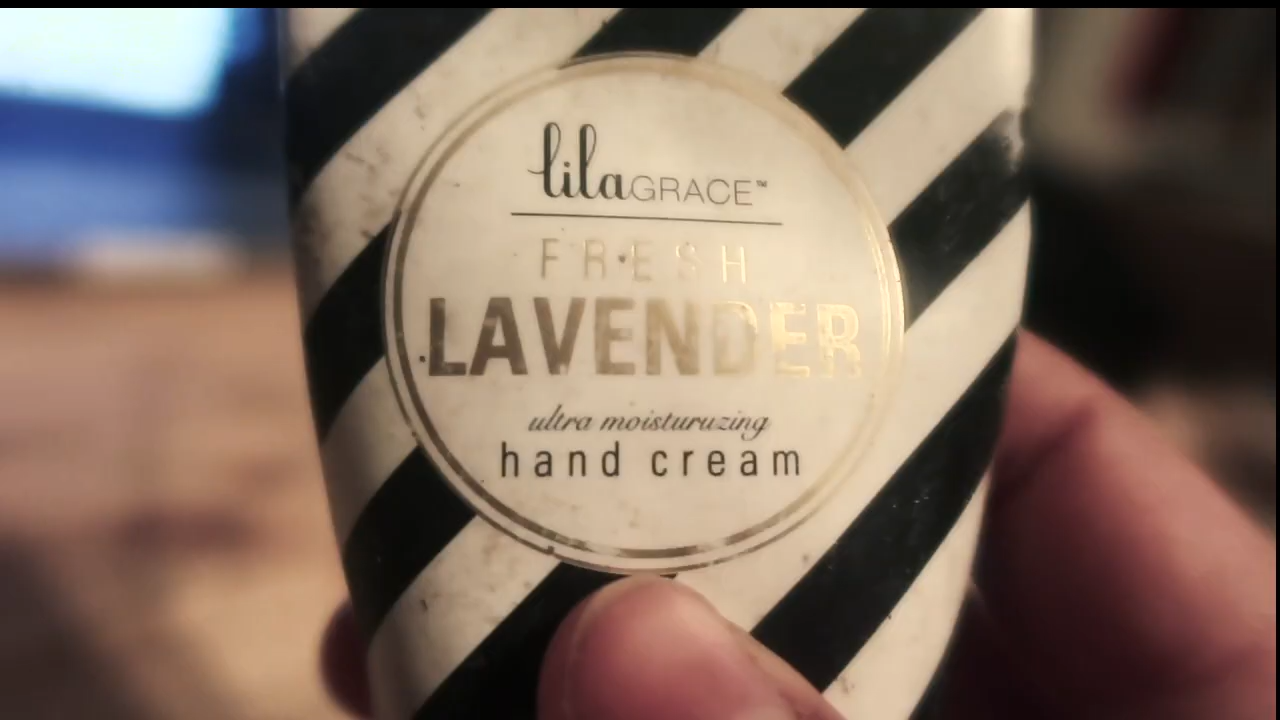 lilaGRACE™
FRESH
LAVENDER
ultra moisturuzing
hand cream